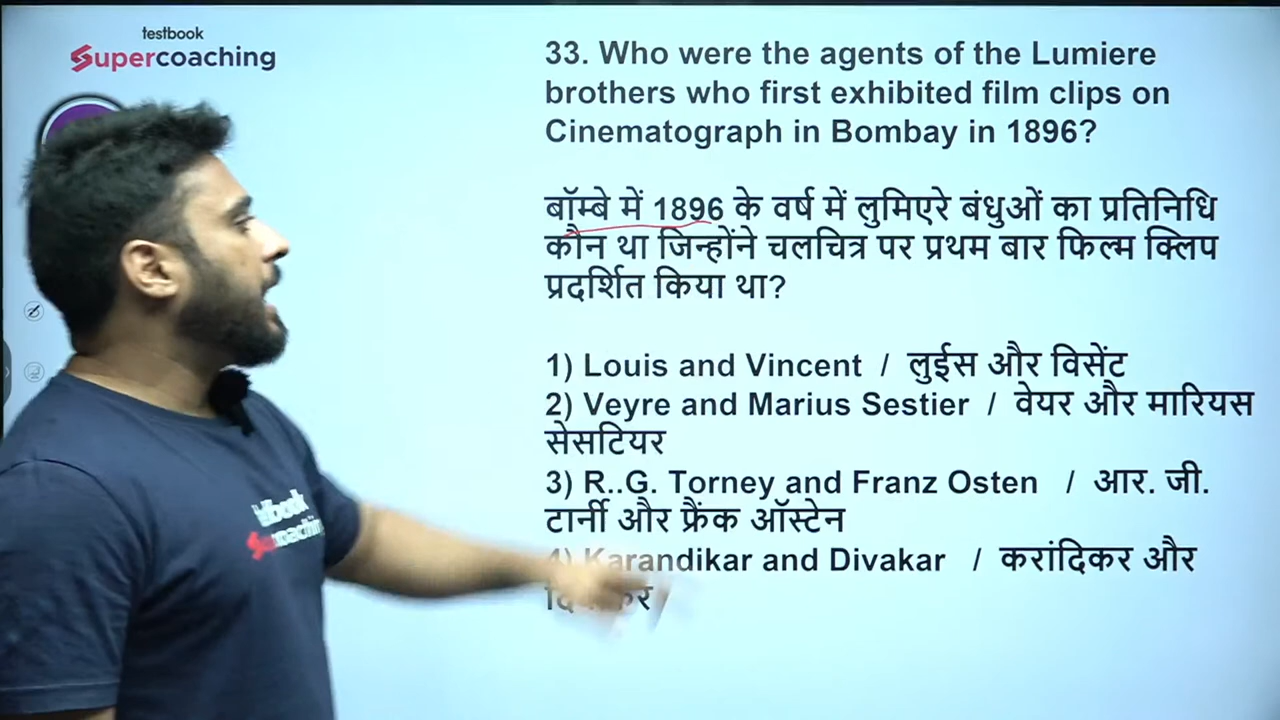 testbook
Supercoaching
33. Who were the agents of the Lumiere
brothers who first exhibited film clips on
Cinematograph in Bombay in 1896?
बॉम्बे में 1896 के वर्ष में लुमिएरे बंधुओं का प्रतिनिधि
कौन था जिन्होंने चलचित्र पर प्रथम बार फिल्म क्लिप
प्रदर्शित किया था?
1) Louis and Vincent / लुईस और विसेंट
2) Veyre and Marius Sestier / वेयर और मारियस
सेसटियर
3) R..G. Torney and Franz Osten / आर. जी.
टार्नी और फ्रैंक ऑस्टेन
4) Karandikar and Divakar / करांदिकर और